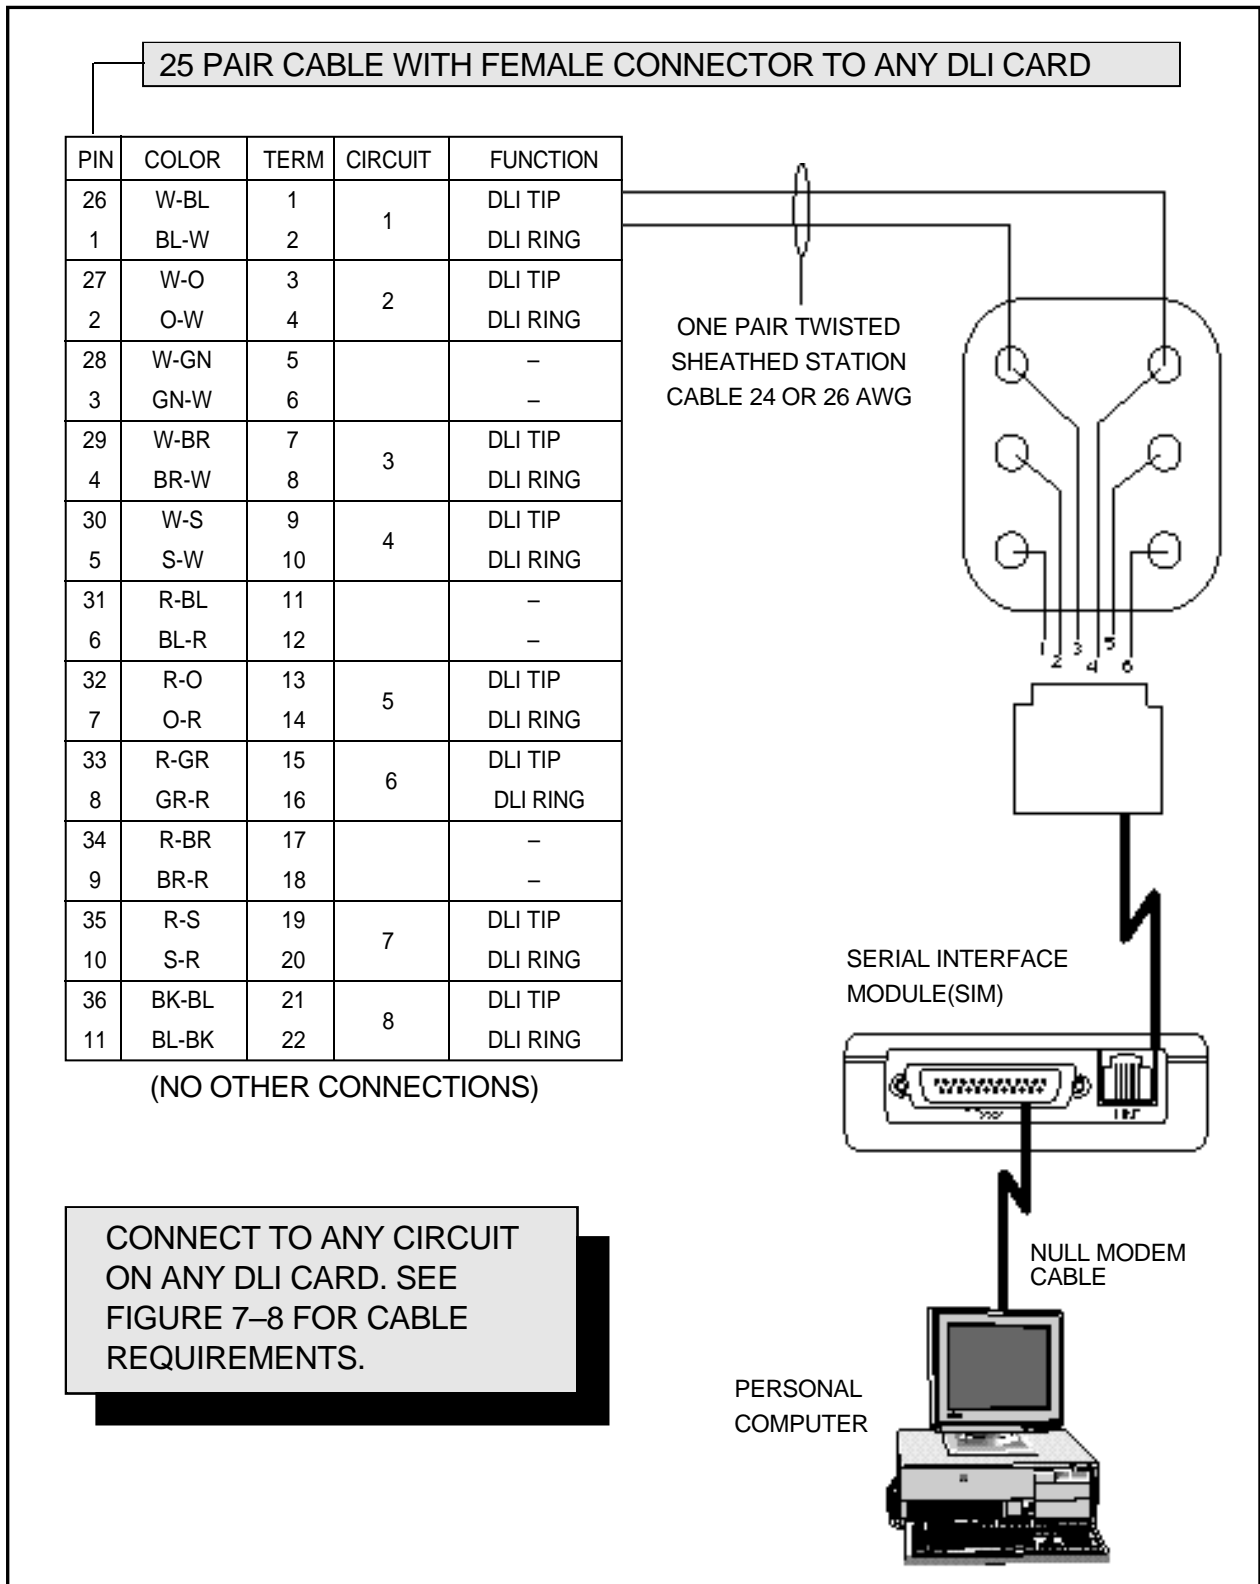 25 PAIR CABLE WITH FEMALE CONNECTOR TO ANY DLI CARD
PIN COLOR TERM CIRCUIT FUNCTION
26 W-BL 1 DLI TIP
1
1 BL-W 2 DLI RING
27 W-O 3 DLI TIP
2
2 O-W 4 DLI RING
28 W-GN 5 –
3 GN-W 6 –
29 W-BR 7 DLI TIP
3
4 BR-W 8 DLI RING
30 W-S 9 DLI TIP
4
5 S-W 10 DLI RING
31 R-BL 11 –
6 BL-R 12 –
32 R-O 13 DLI TIP
5
7 O-R 14 DLI RING
33 R-GR 15 DLI TIP
6
8 GR-R 16 DLI RING
34 R-BR 17 –
9 BR-R 18 –
35 R-S 19 DLI TIP
7
10 S-R 20 DLI RING
36 BK-BL 21 DLI TIP
8
11 BL-BK 22 DLI RING
(NO OTHER CONNECTIONS)
ONE PAIR TWISTED
SHEATHED STATION
CABLE 24 OR 26 AWG
1 2 3 4 5 6
SERIAL INTERFACE
MODULE(SIM)
NULL MODEM
CABLE
PERSONAL
COMPUTER
CONNECT TO ANY CIRCUIT
ON ANY DLI CARD. SEE
FIGURE 7–8 FOR CABLE
REQUIREMENTS.